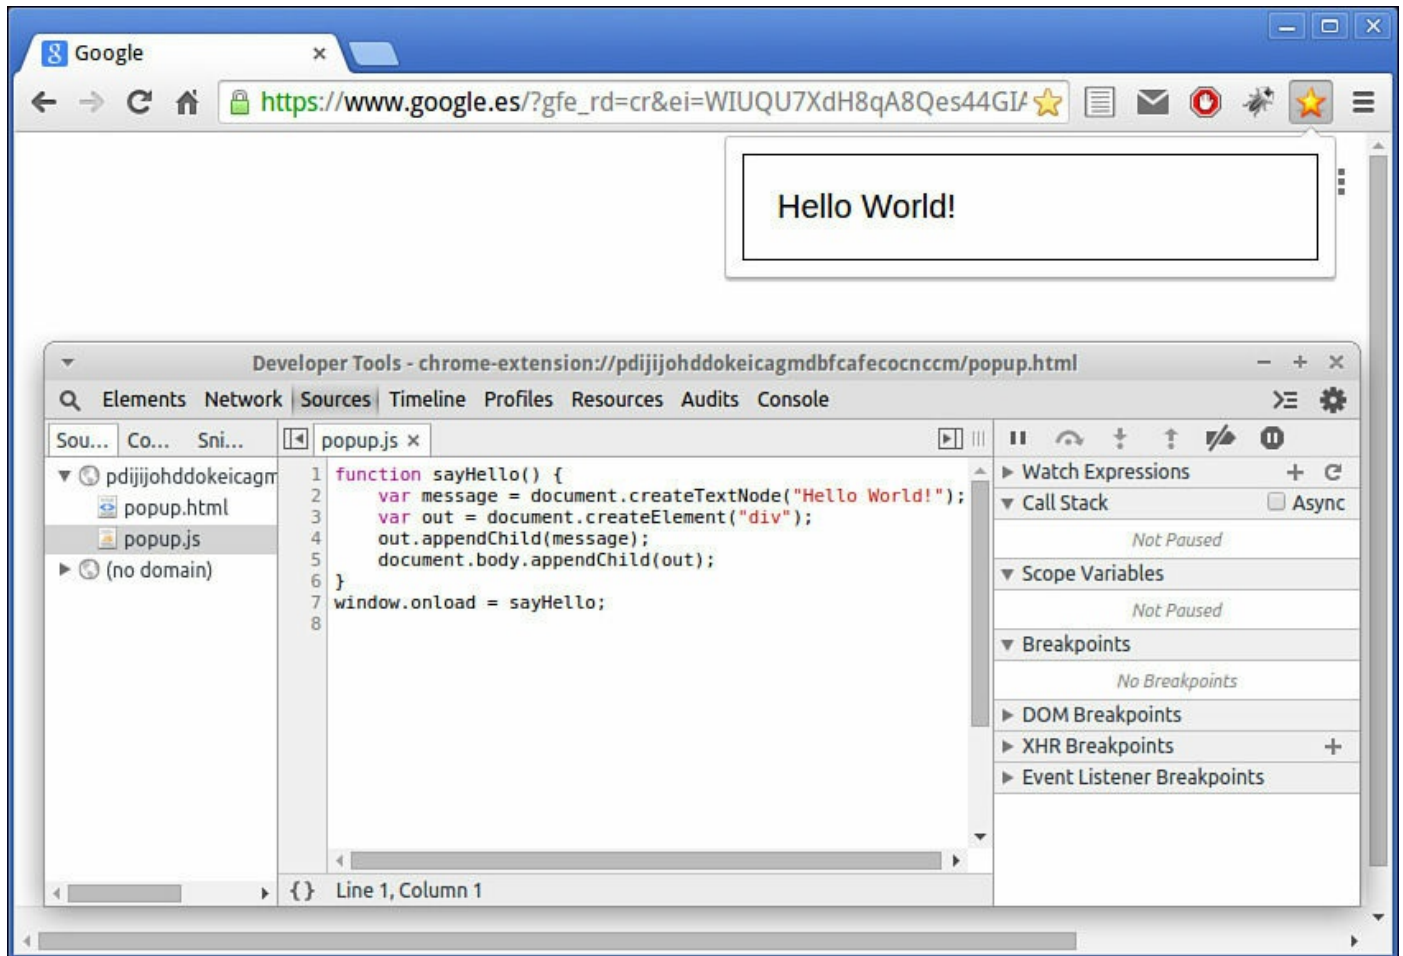 Google
https://www.google.es/?gfe_rd=cr&ei=WIUQU7XdH8qA8Qes44GIA
Hello World!
Developer Tools - chrome-extension://pdijijohddokeicagmdbfcafecocnccm/popup.html
Elements Network Sources Timeline Profiles Resources Audits Console
Sou... Co... Sni... popup.js
pdijijohddokeicagm
popup.html
popup.js
(no domain)
1 function sayHello() {
2 var message = document.createTextNode("Hello World!");
3 var out = document.createElement("div");
4 out.appendChild(message);
5 document.body.appendChild(out);
6 }
7 window.onload = sayHello;
8
{} Line 1, Column 1
Watch Expressions
Call Stack Async
Not Paused
Scope Variables
Not Paused
Breakpoints
No Breakpoints
DOM Breakpoints
XHR Breakpoints
Event Listener Breakpoints